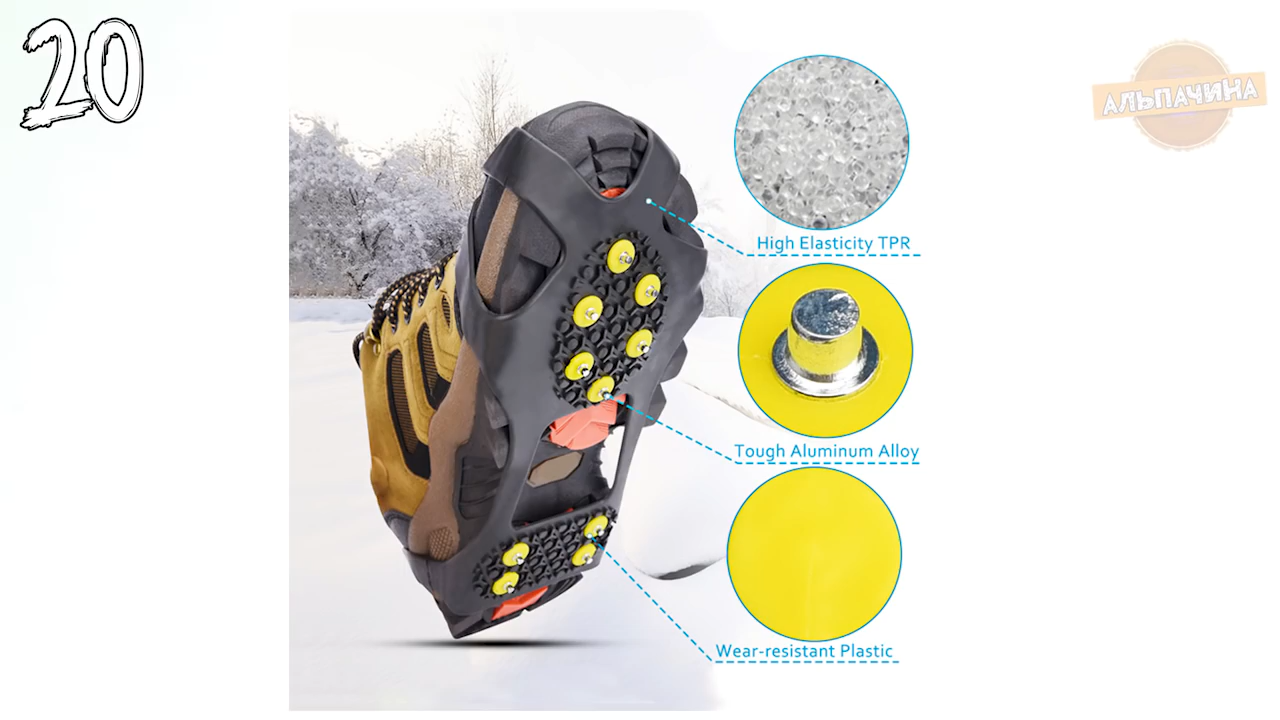 20
АЛЬПАЧИНА
High Elasticity TPR
Tough Aluminum Alloy
Wear-resistant Plastic